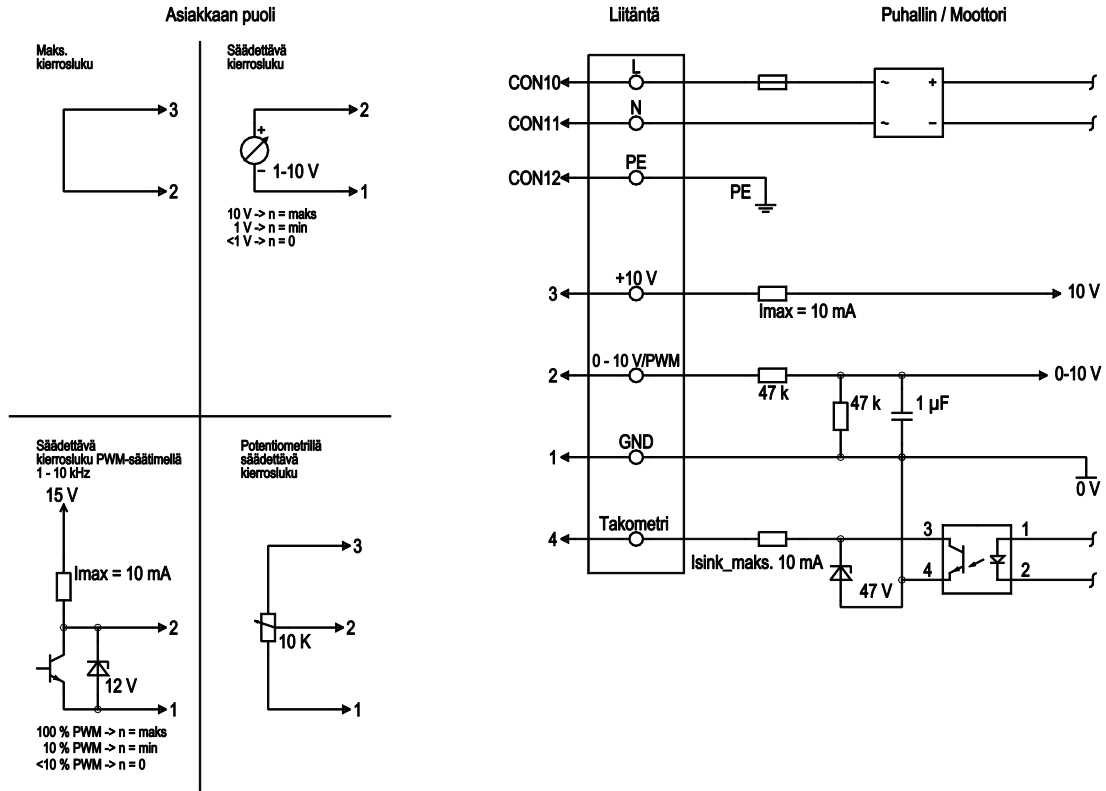 Asiakkaan puoli
Liitäntä
Puhallin / Moottori
Maks.
kierrosluku
3
2
Säädettävä
kierrosluku
2
+
– 1-10 V
1
10 V -> n = maks
1 V -> n = min
<1 V -> n = 0
Säädettävä
kierrosluku PWM-säätimellä
1 - 10 kHz
15 V
Imax = 10 mA
2
12 V
1
100 % PWM -> n = maks
10 % PWM -> n = min
<10 % PWM -> n = 0
Potentiometrillä
säädettävä
kierrosluku
3
2
10 K
1
CON10
L
~ +
CON11
N
~ –
CON12
PE
PE
3
+10 V
Imax = 10 mA
10 V
2
0 - 10 V/PWM
47 k
47 k
1 µF
0-10 V
1
GND
0 V
4
Takometri
Isink_maks. 10 mA
47 V
3
4
1
2